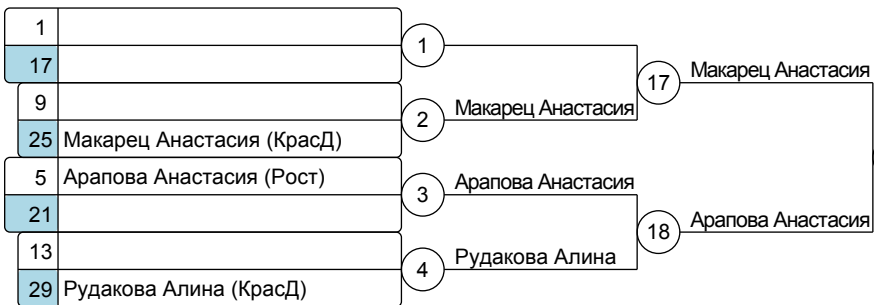 1
17
1
17
Макарец Анастасия
9
2
Макарец Анастасия
25 Макарец Анастасия (КрасД)
5 Арапова Анастасия (Рост)
3
Арапова Анастасия
21
18
Арапова Анастасия
13
4
Рудакова Алина
29 Рудакова Алина (КрасД)